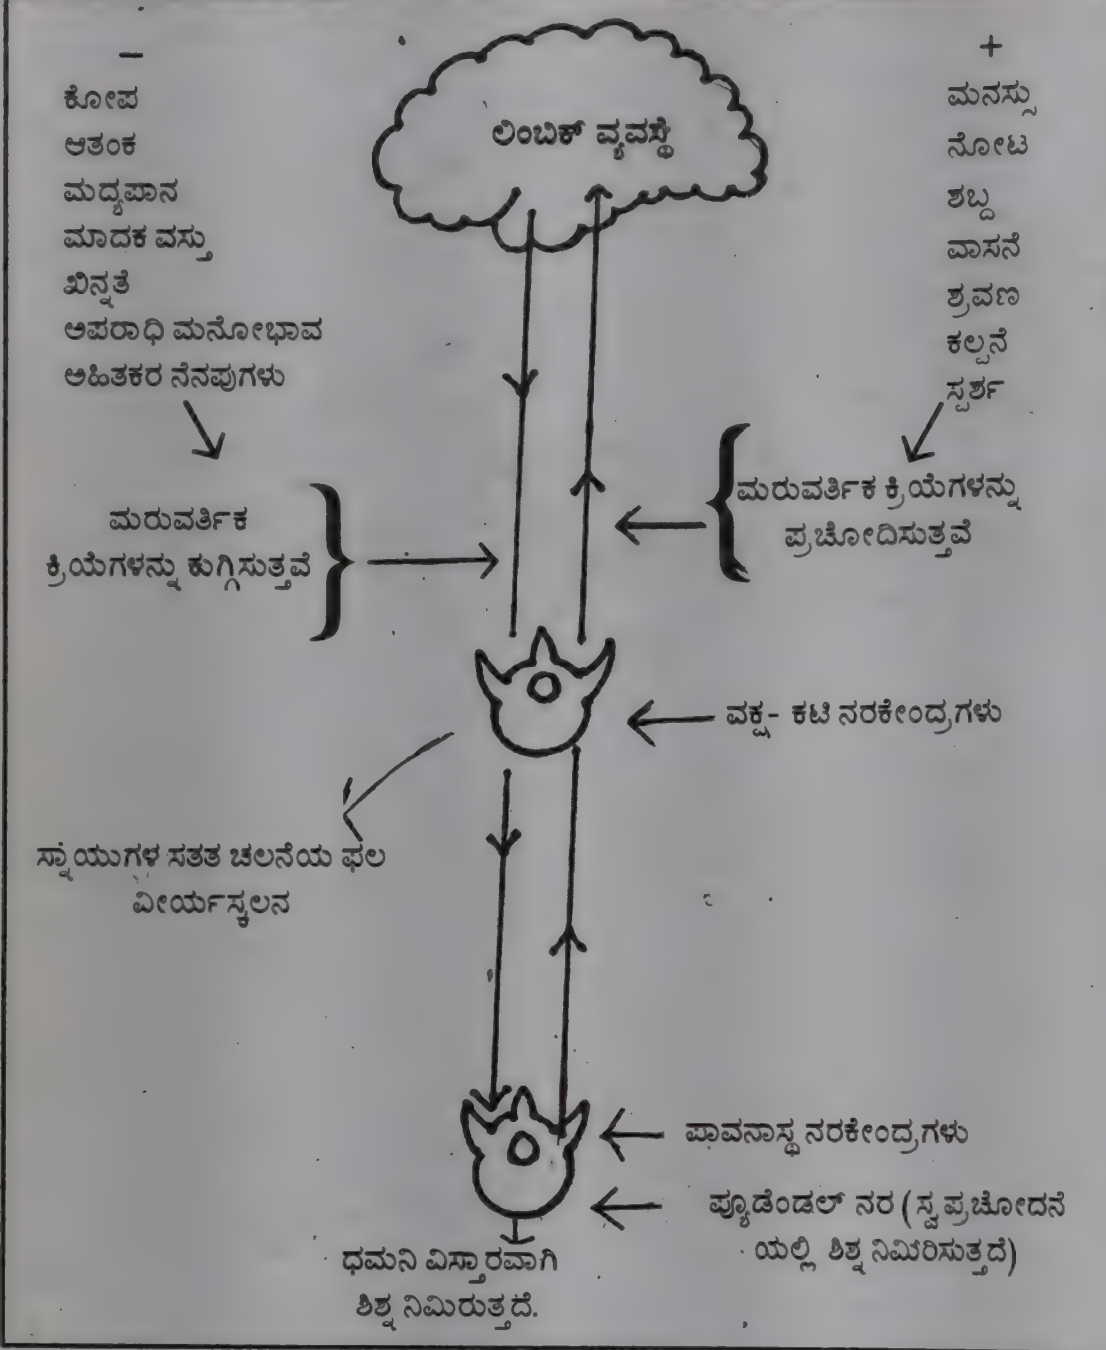 −
ಕೋಪ
ಆತಂಕ
ಮದ್ಯಪಾನ
ಮಾದಕ ವಸ್ತು
ಖಿನ್ನತೆ
ಅಪರಾಧಿ ಮನೋಭಾವ
ಅಹಿತಕರ ನೆನಪುಗಳು
ಮರುವರ್ತಿಕ
ಕ್ರಿಯೆಗಳನ್ನು ಕುಗ್ಗಿಸುತ್ತವೆ
ಲಿಂಬಿಕ್ ವ್ಯವಸ್ಥೆ
+
ಮನಸ್ಸು
ನೋಟ
ಶಬ್ದ
ವಾಸನೆ
ಶ್ರವಣ
ಕಲ್ಪನೆ
ಸ್ಪರ್ಶ
ಮರುವರ್ತಿಕ ಕ್ರಿಯೆಗಳನ್ನು
ಪ್ರಚೋದಿಸುತ್ತವೆ
ವಕ್ಷ- ಕಟಿ ನರಕೇಂದ್ರಗಳು
ಸ್ನಾಯುಗಳ ಸತತ ಚಲನೆಯ ಫಲ
ವೀರ್ಯಸ್ಕಲನ
ಪಾವನಾಸ್ಥ ನರಕೇಂದ್ರಗಳು
ಪ್ಯೂಡೆಂಡಲ್ ನರ (ಸ್ವಪ್ರಚೋದನೆ
ಯಲ್ಲಿ ಶಿಶ್ನ ನಿಮಿರಿಸುತ್ತದೆ)
ಧಮನಿ ವಿಸ್ತಾರವಾಗಿ
ಶಿಶ್ನ ನಿಮಿರುತ್ತದೆ.